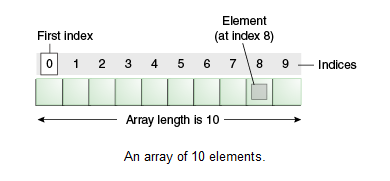 Element
First index (at index 8)
0 1 2 3 4 5 6 7 8 9 Indices
Array length is 10
An array of 10 elements.